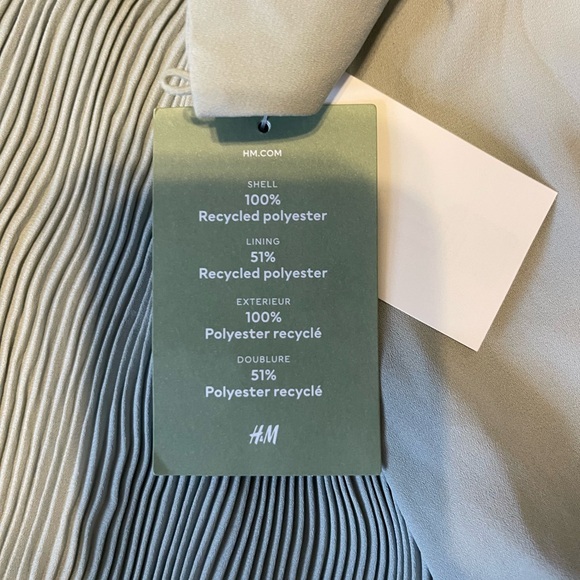 HM.COM
SHELL
100%
Recycled polyester
LINING
51%
Recycled polyester
EXTERIEUR
100%
Polyester recyclé
DOUBLURE
51%
Polyester recyclé
H&M